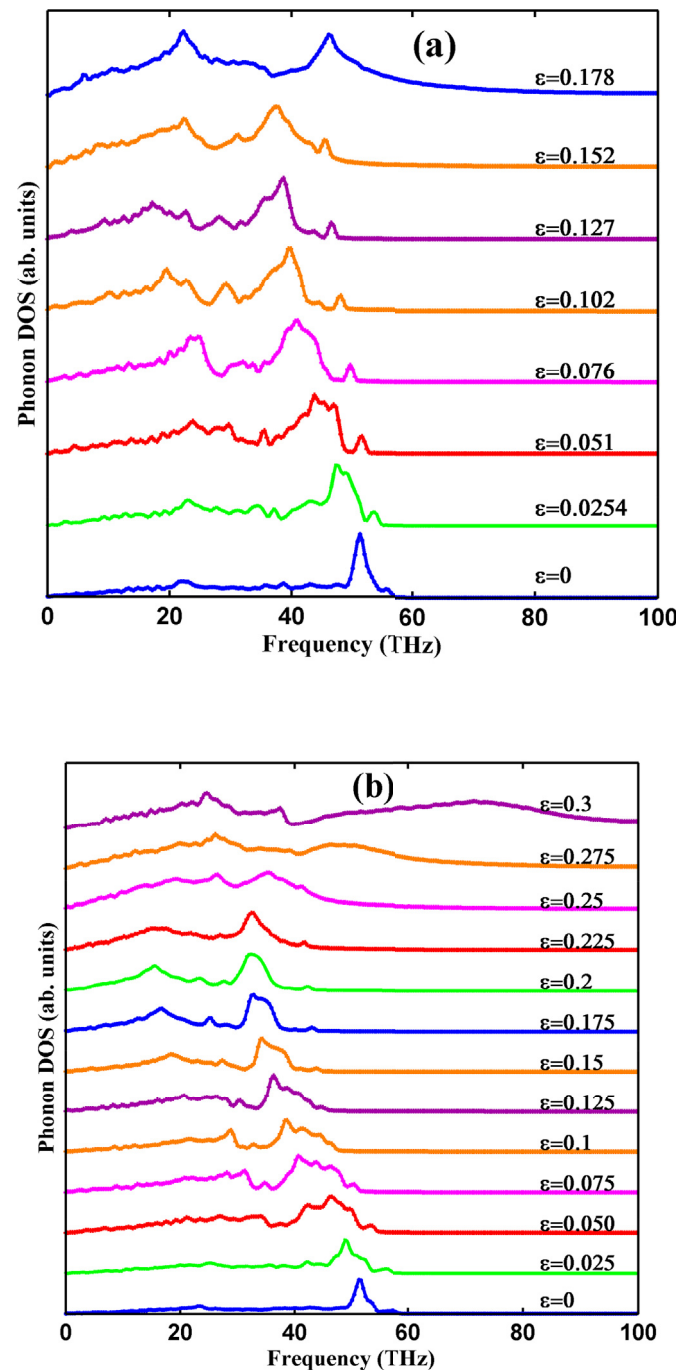 (a)
ε=0.178
ε=0.152
ε=0.127
ε=0.102
ε=0.076
ε=0.051
ε=0.0254
ε=0
Phonon DOS (ab. units)
0 20 40 60 80 100
Frequency (THz)
(b)
ε=0.3
ε=0.275
ε=0.25
ε=0.225
ε=0.2
ε=0.175
ε=0.15
ε=0.125
ε=0.1
ε=0.075
ε=0.050
ε=0.025
ε=0
Phonon DOS (ab. units)
0 20 40 60 80 100
Frequency (THz)